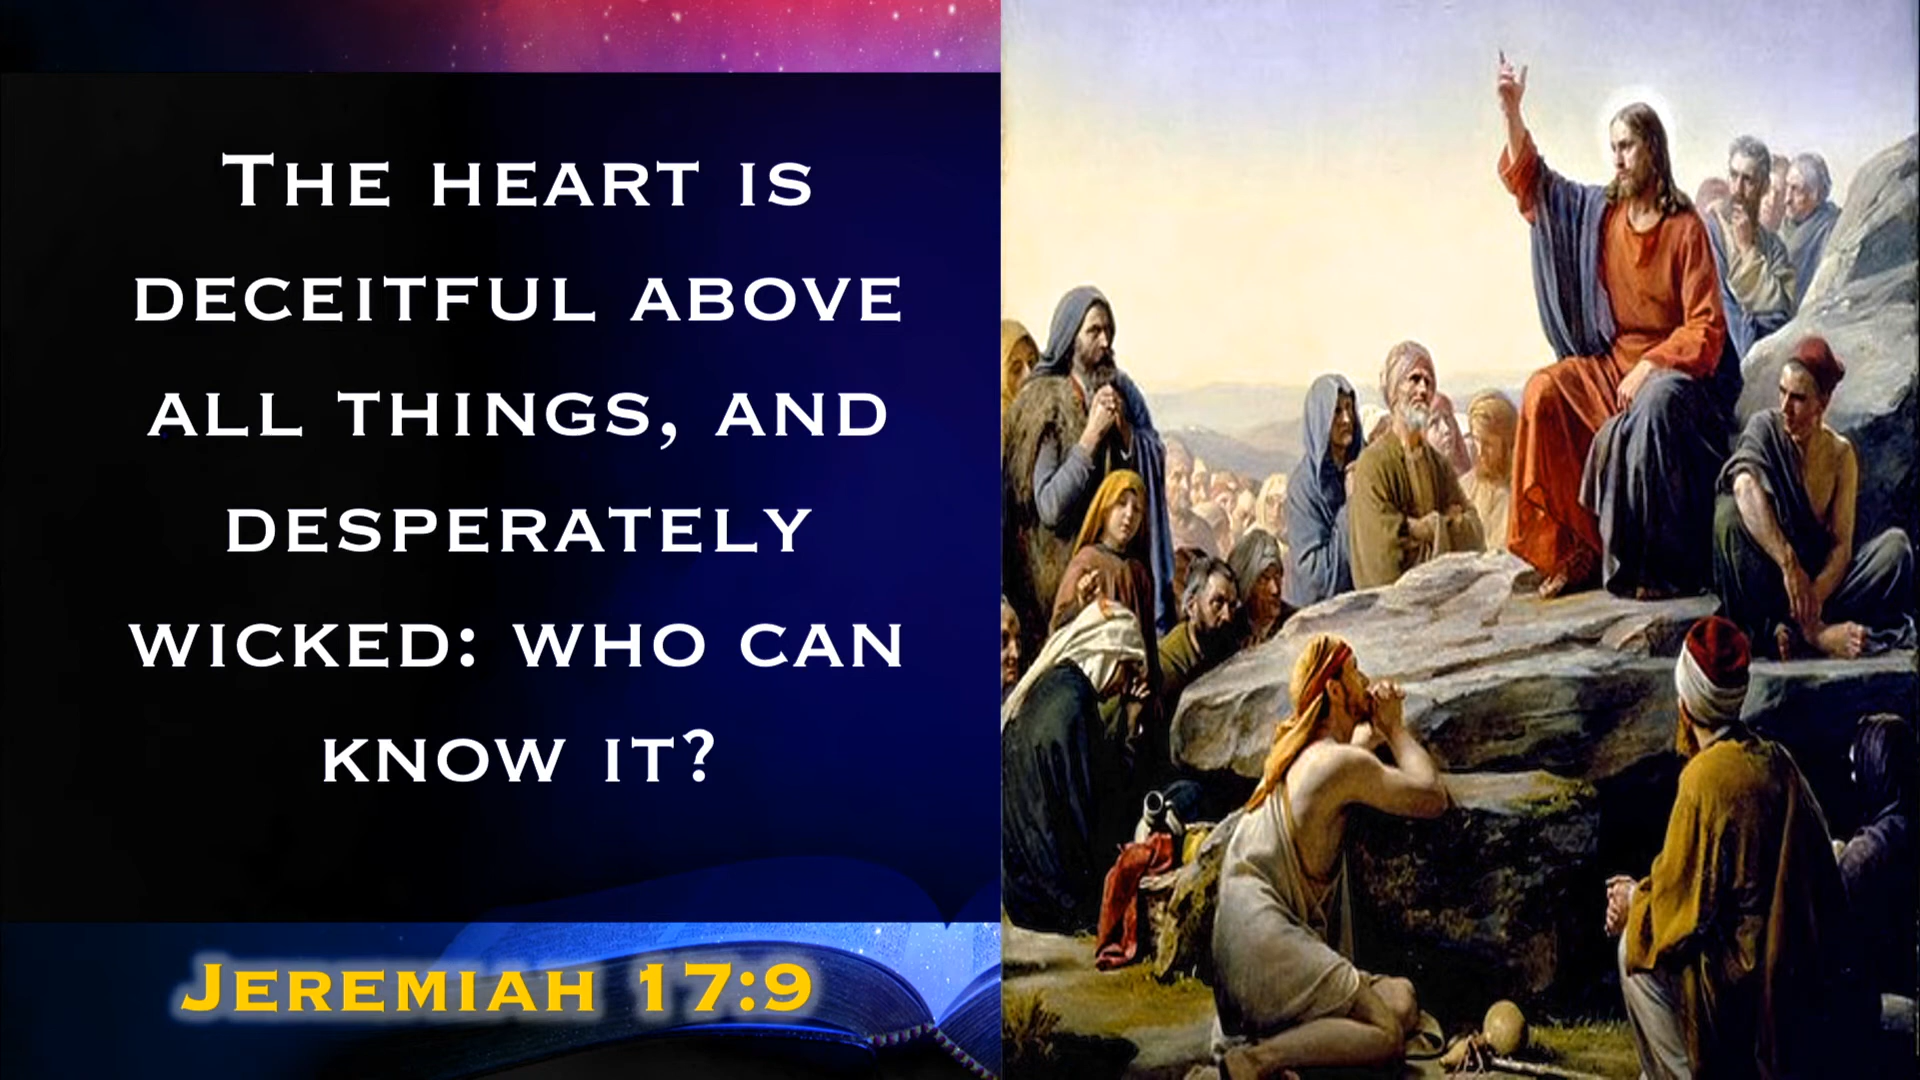 The heart is
deceitful above
all things, and
desperately
wicked: who can
know it?
Jeremiah 17:9